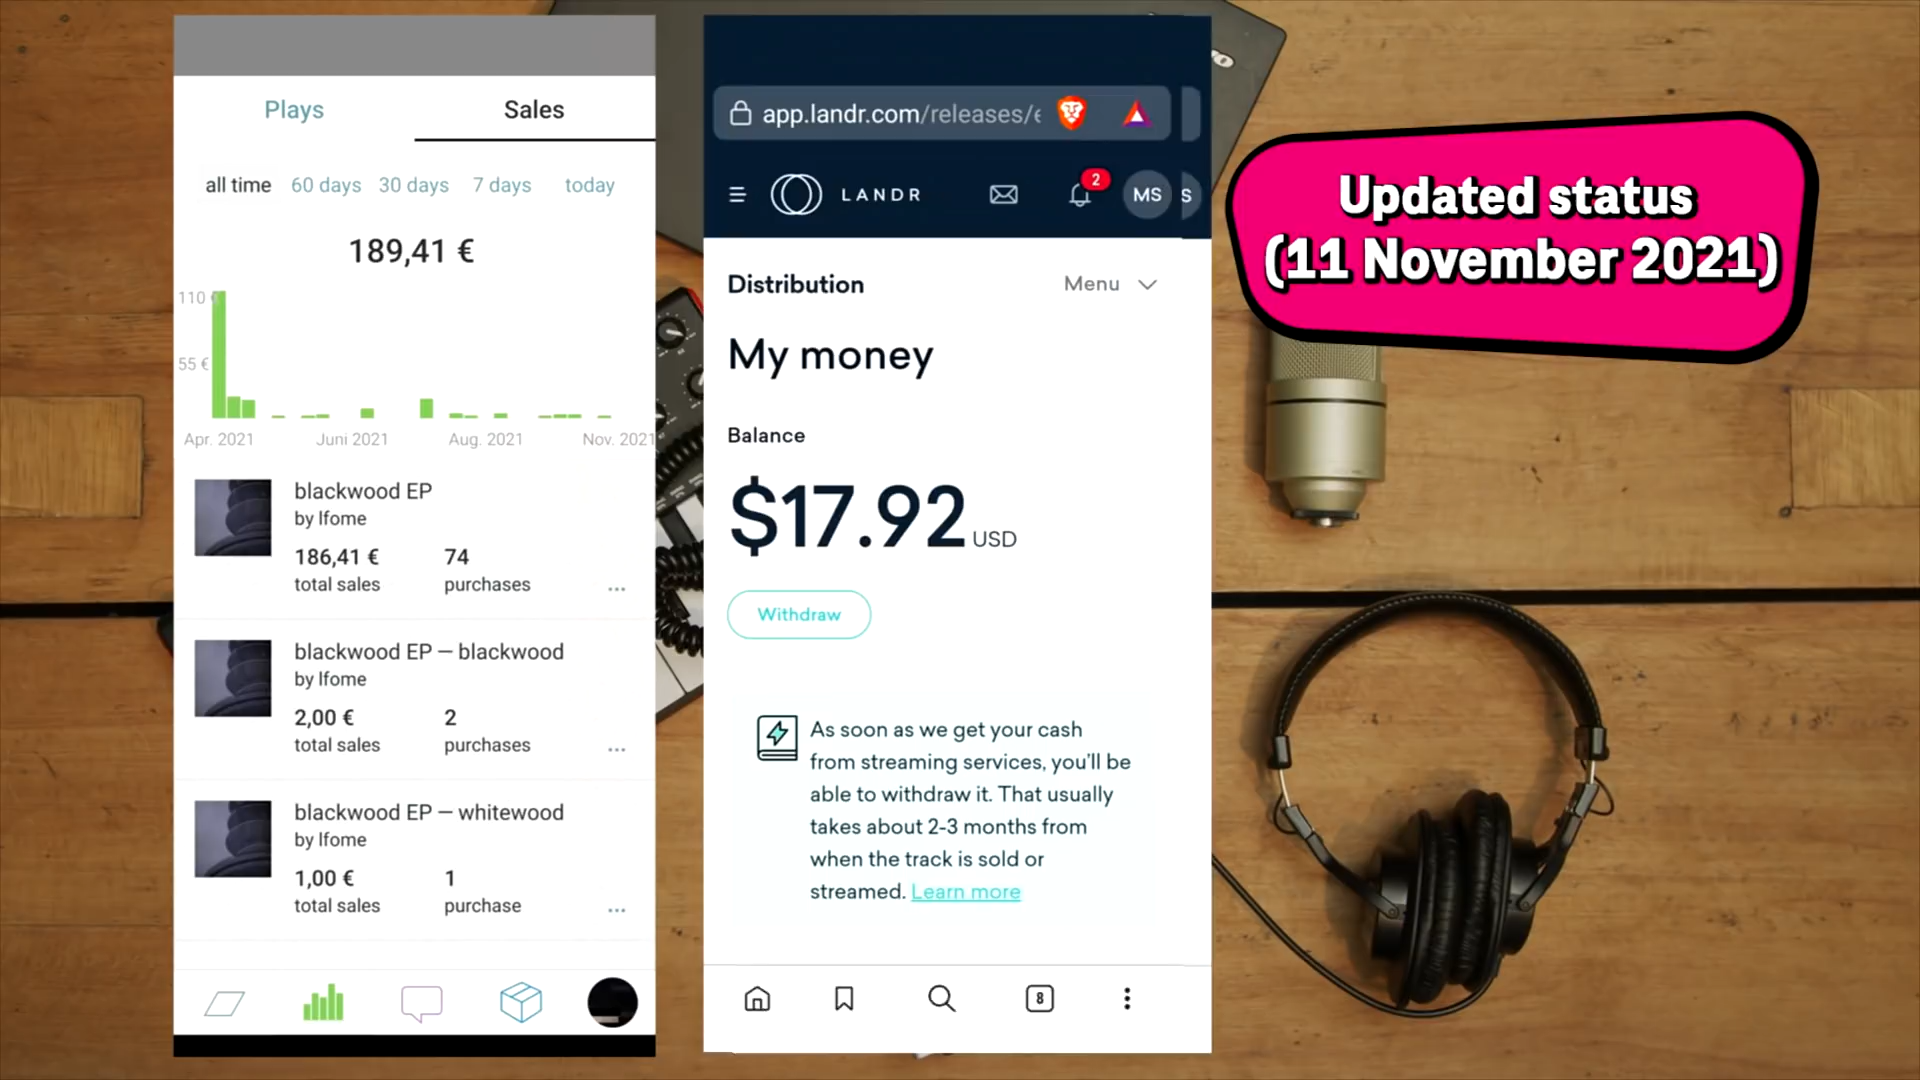 Plays
Sales
all time
60 days
30 days
7 days
today
189,41 €
110 €
55 €
Apr. 2021
Juni 2021
Aug. 2021
Nov. 2021
blackwood EP
by lfome
186,41 €
74
total sales
purchases
...
blackwood EP – blackwood
by lfome
2,00 €
2
total sales
purchases
...
blackwood EP – whitewood
by lfome
1,00 €
1
total sales
purchase
...
app.landr.com/releases/e
LANDR
2
MS
S
Distribution
Menu
My money
Balance
$17.92 USD
Withdraw
As soon as we get your cash
from streaming services, you'll be
able to withdraw it. That usually
takes about 2-3 months from
when the track is sold or
streamed. Learn more
8
Updated status
(11 November 2021)